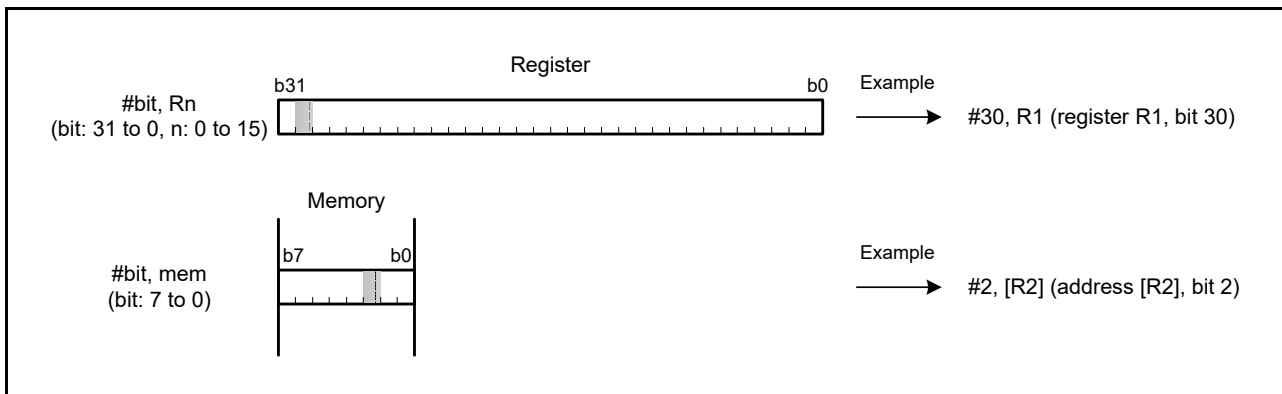 Register
b31
b0
#bit, Rn
(bit: 31 to 0, n: 0 to 15)
Example
#30, R1 (register R1, bit 30)
Memory
b7
b0
#bit, mem
(bit: 7 to 0)
Example
#2, [R2] (address [R2], bit 2)